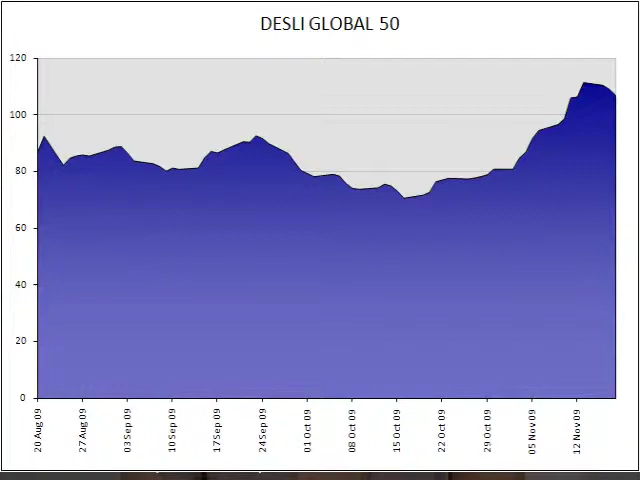 DESLI GLOBAL 50
120
100
80
60
40
20
0
20 Aug 09
27 Aug 09
03 Sep 09
10 Sep 09
17 Sep 09
24 Sep 09
01 Oct 09
08 Oct 09
15 Oct 09
22 Oct 09
29 Oct 09
05 Nov 09
12 Nov 09